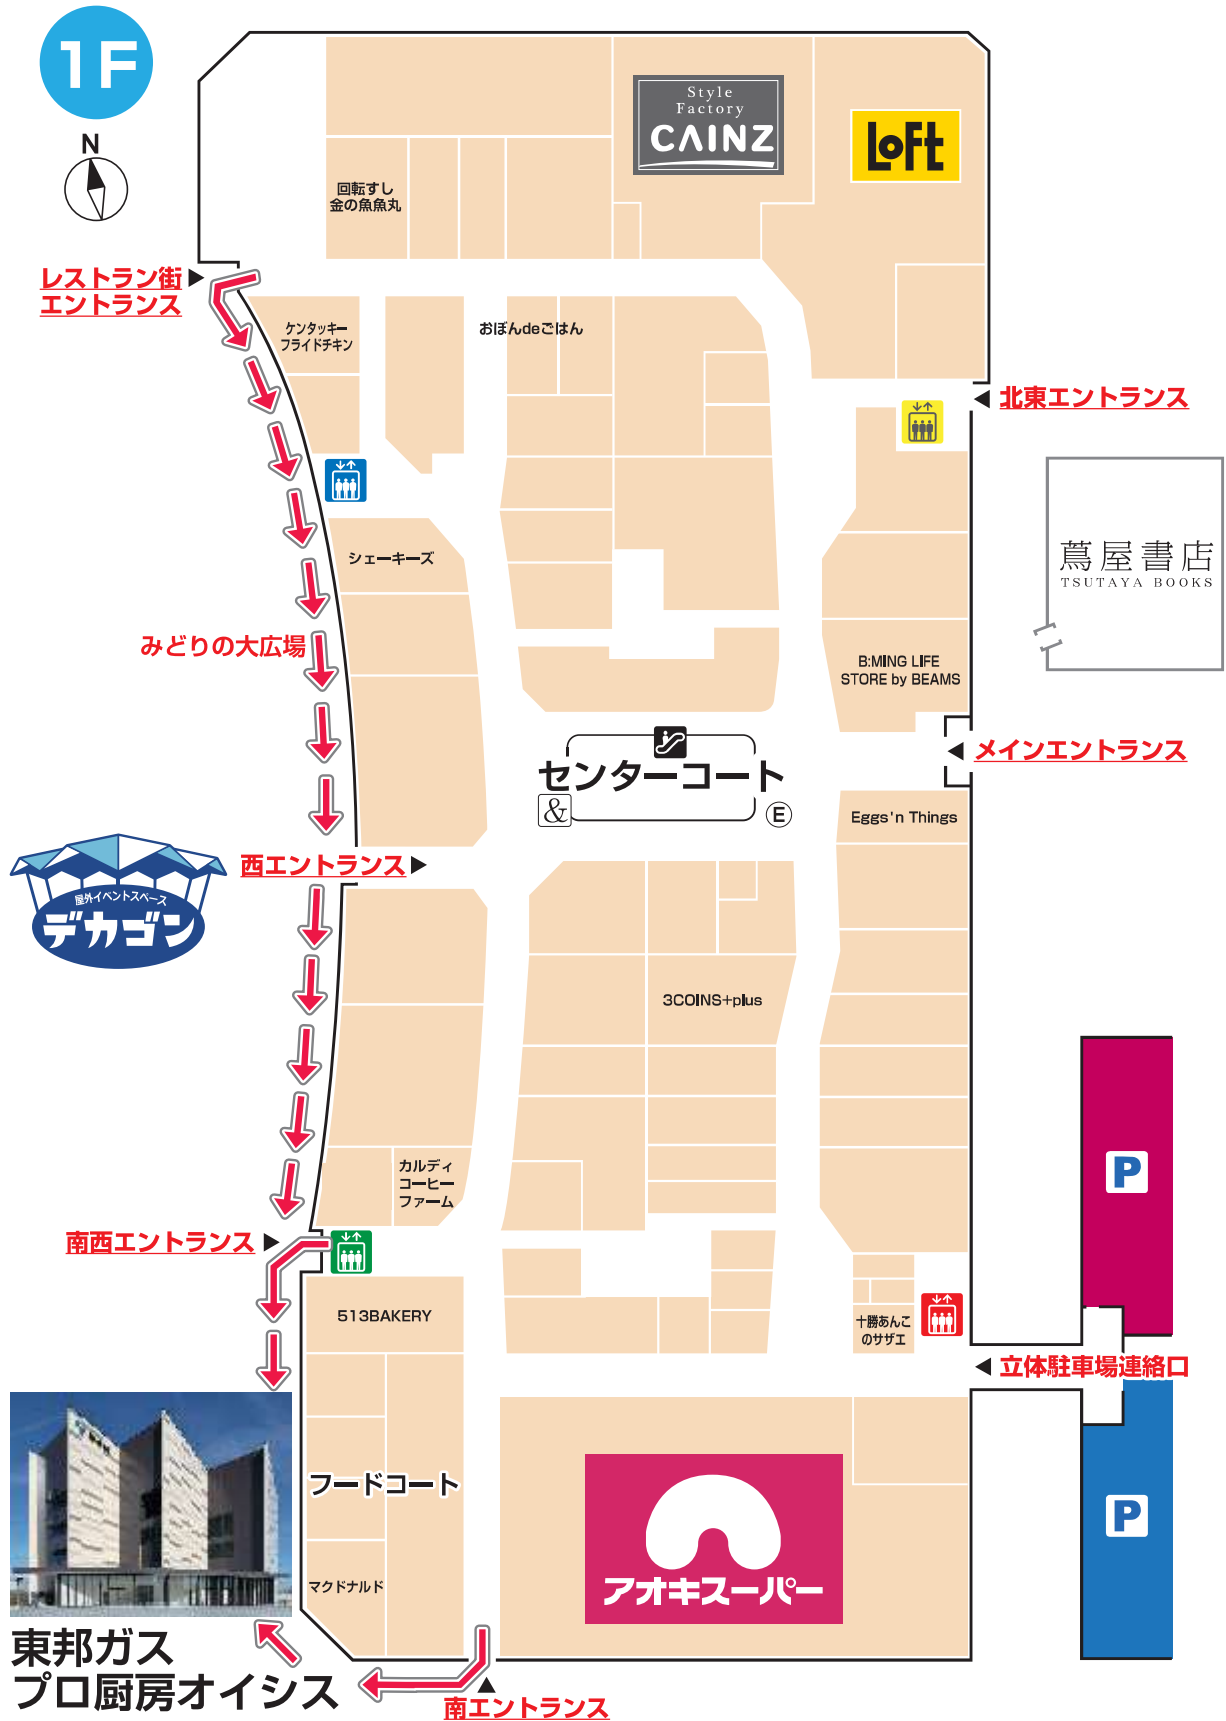 1F
N
Style
Factory
CAINZ
LoFt
回転すし
金の魚魚丸
レストラン街
エントランス
ケンタッキー
フライドチキン
おぼんdeごはん
北東エントランス
蔦屋書店
TSUTAYA BOOKS
シェーキーズ
みどりの大広場
B:MING LIFE
STORE by BEAMS
メインエントランス
センターコート
&
E
Eggs'n Things
西エントランス
屋外イベントスペース
デカゴン
3COINS+plus
カルディ
コーヒー
ファーム
P
南西エントランス
513BAKERY
十勝あんこ
のサザエ
立体駐車場連絡口
フードコート
P
アオキスーパー
マクドナルド
東邦ガス
プロ厨房オイシス
南エントランス